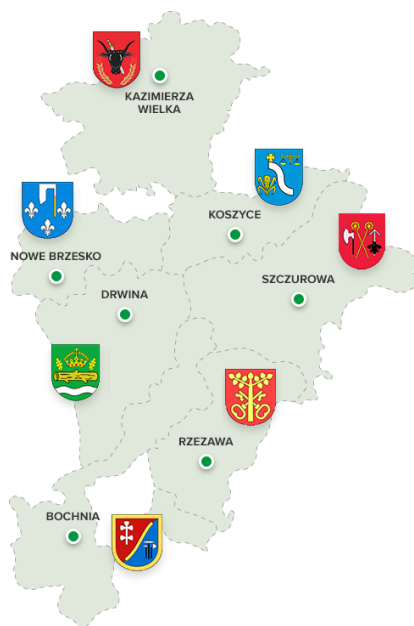 KAZIMIERZA
WIELKA
KOSZYCE
NOWE BRZESKO
SZCZUROWA
DRWINA
RZEZAWA
BOCHNIA